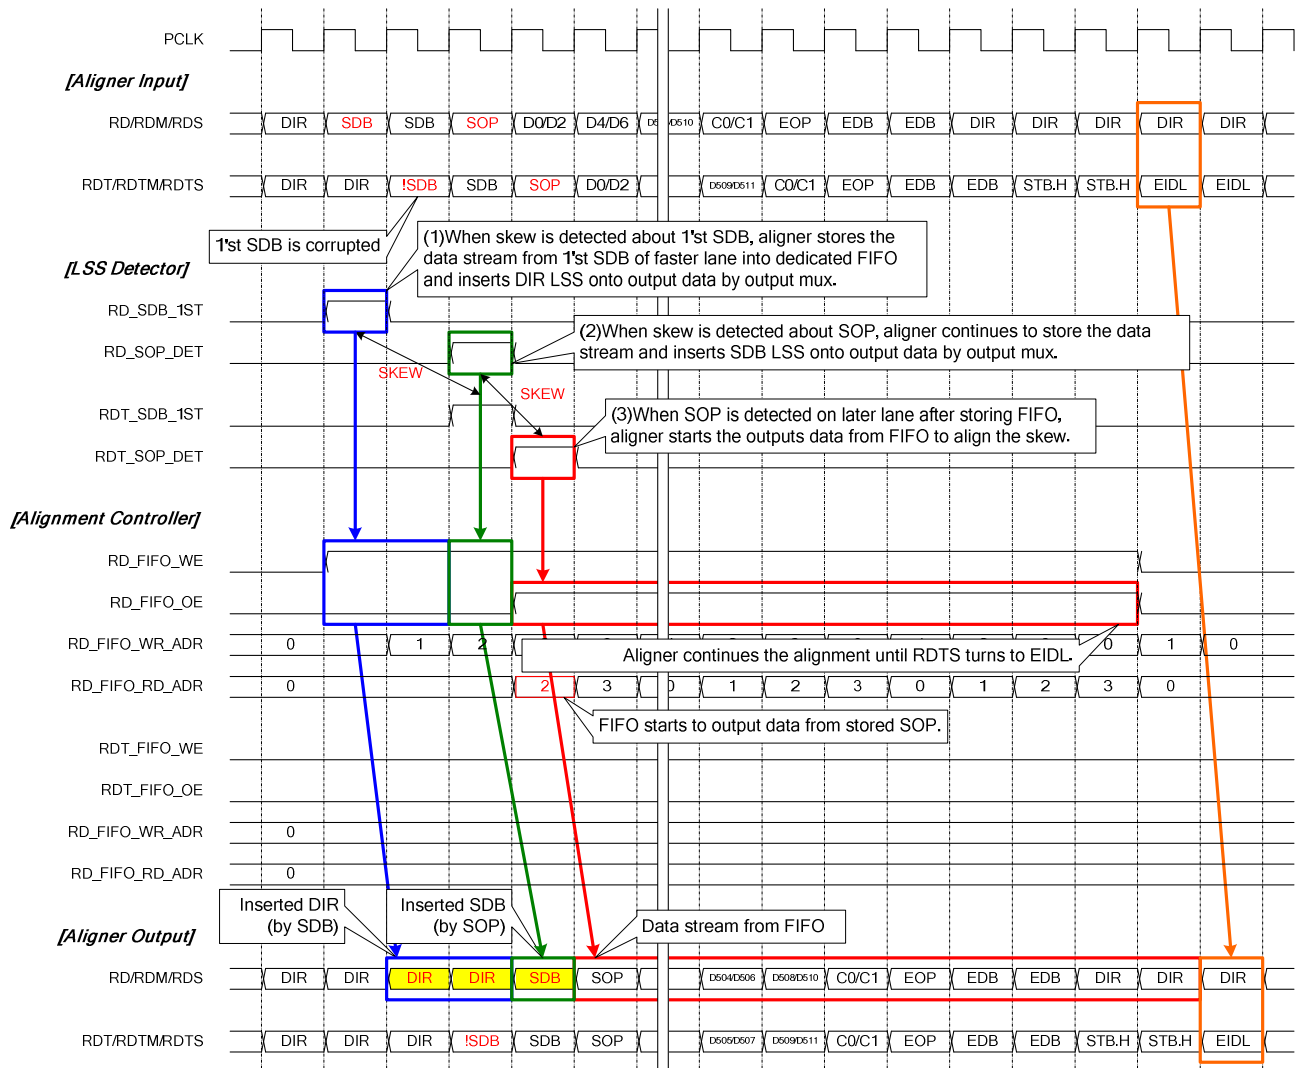 PCLK
[Aligner Input]
RD/RDM/RDS DIR SDB SDB SOP D0/D2 D4/D6 /D510 C0/C1 EOP EDB EDB DIR DIR DIR DIR DIR
RDT/RDTM/RDTS DIR DIR !SDB SDB SOP D0/D2 D509/D511 C0/C1 EOP EDB EDB STB.H STB.H EIDL EIDL
1'st SDB is corrupted
(1)When skew is detected about 1'st SDB, aligner stores the
data stream from 1'st SDB of faster lane into dedicated FIFO
and inserts DIR LSS onto output data by output mux.
[LSS Detector]
RD_SDB_1ST
(2)When skew is detected about SOP, aligner continues to store the data
stream and inserts SDB LSS onto output data by output mux.
RD_SOP_DET
SKEW
SKEW
RDT_SDB_1ST
(3)When SOP is detected on later lane after storing FIFO,
aligner starts the outputs data from FIFO to align the skew.
RDT_SOP_DET
[Alignment Controller]
RD_FIFO_WE
RD_FIFO_OE
RD_FIFO_WR_ADR 0 1 2 0 1 0
Aligner continues the alignment until RDTS turns to EIDL.
RD_FIFO_RD_ADR 0 2 3 0 1 2 3 0 1 2 3 0
FIFO starts to output data from stored SOP.
RDT_FIFO_WE
RDT_FIFO_OE
RD_FIFO_WR_ADR 0
RD_FIFO_RD_ADR 0
Inserted DIR
(by SDB)
Inserted SDB
(by SOP)
Data stream from FIFO
[Aligner Output]
RD/RDM/RDS DIR DIR DIR DIR SDB SOP D504/D506 D508/D510 C0/C1 EOP EDB EDB DIR DIR DIR
RDT/RDTM/RDTS DIR DIR DIR !SDB SDB SOP D505/D507 D509/D511 C0/C1 EOP EDB EDB STB.H STB.H EIDL